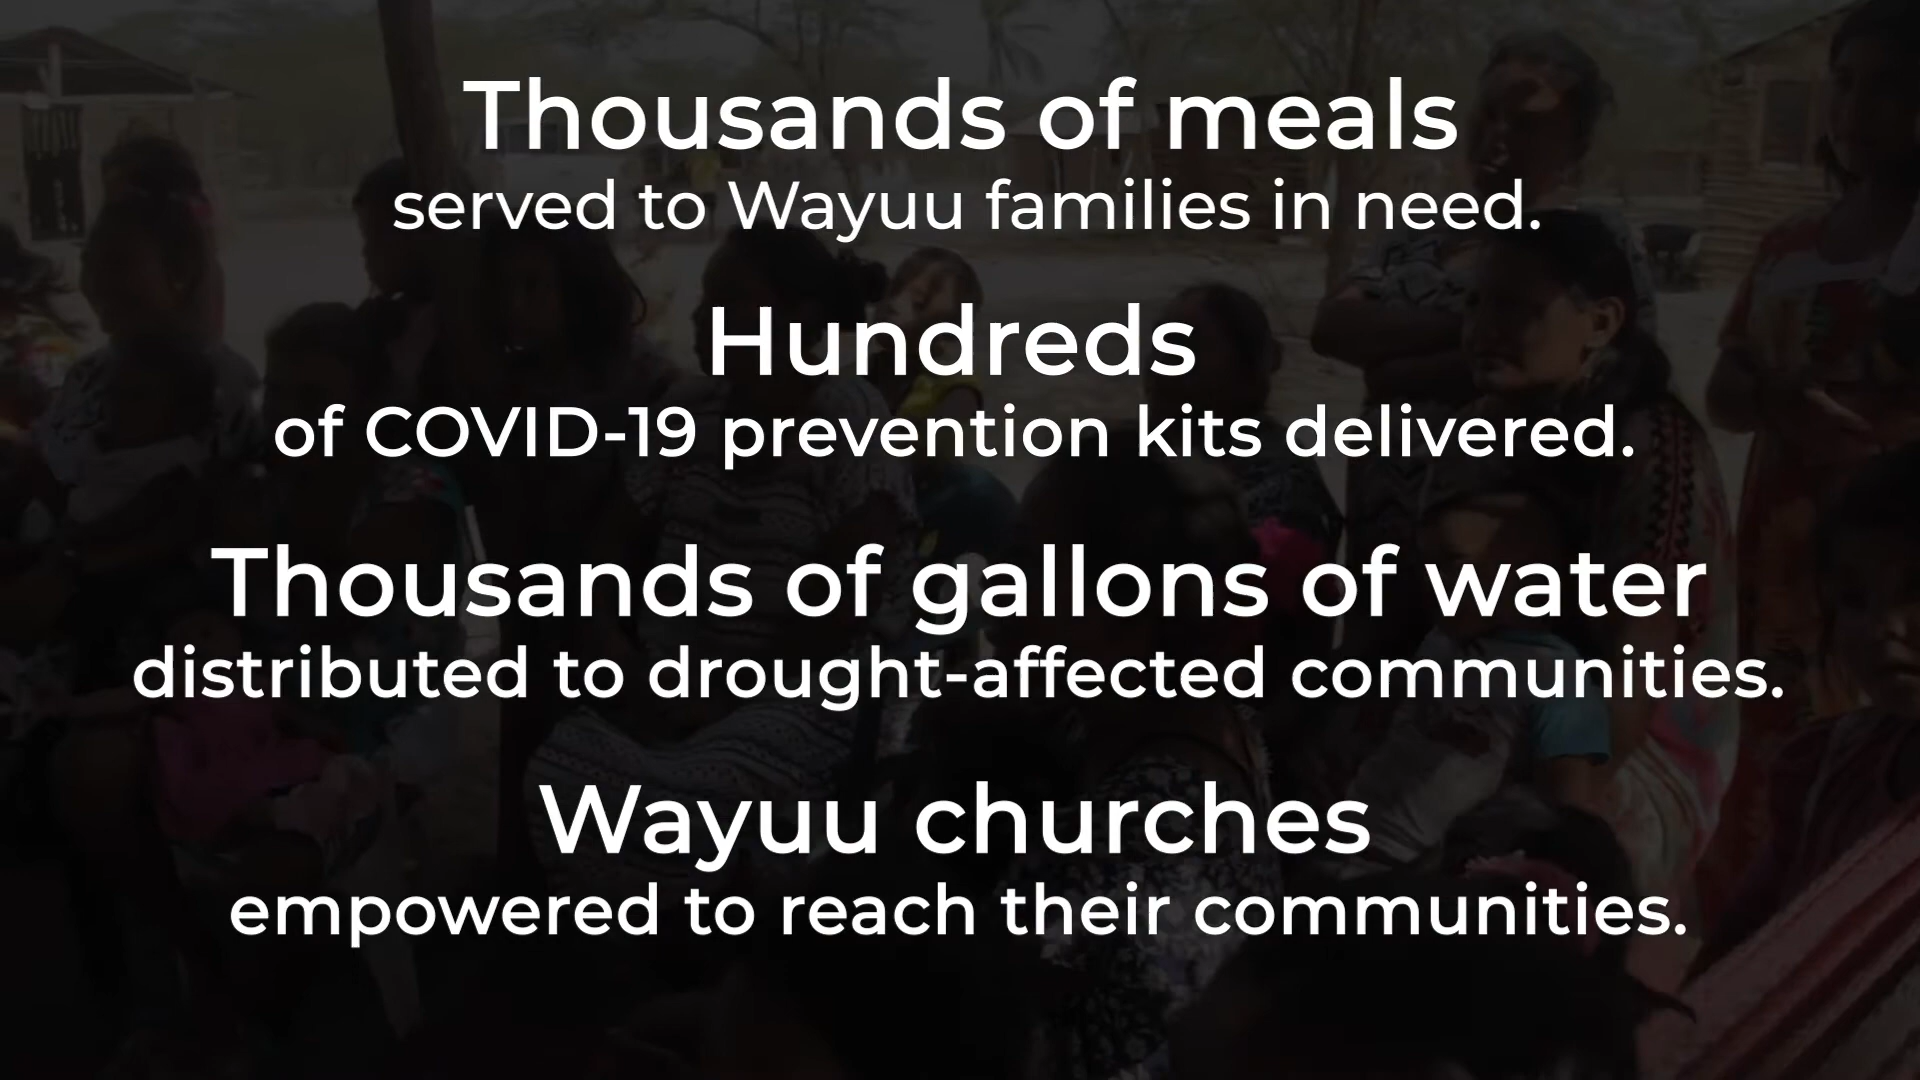 Thousands of meals
served to Wayuu families in need.
Hundreds
of COVID-19 prevention kits delivered.
Thousands of gallons of water
distributed to drought-affected communities.
Wayuu churches
empowered to reach their communities.